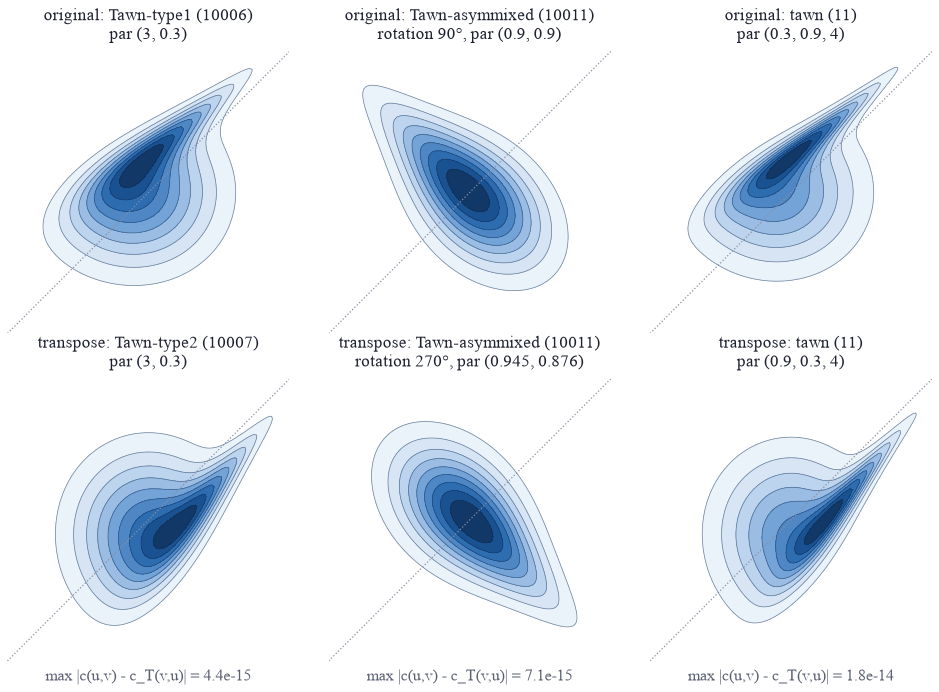 original: Tawn-type1 (10006)
par (3, 0.3)
original: Tawn-asymmixed (10011)
rotation 90°, par (0.9, 0.9)
original: tawn (11)
par (0.3, 0.9, 4)
transpose: Tawn-type2 (10007)
par (3, 0.3)
transpose: Tawn-asymmixed (10011)
rotation 270°, par (0.945, 0.876)
transpose: tawn (11)
par (0.9, 0.3, 4)
max |c(u,v) - c_T(v,u)| = 4.4e-15
max |c(u,v) - c_T(v,u)| = 7.1e-15
max |c(u,v) - c_T(v,u)| = 1.8e-14